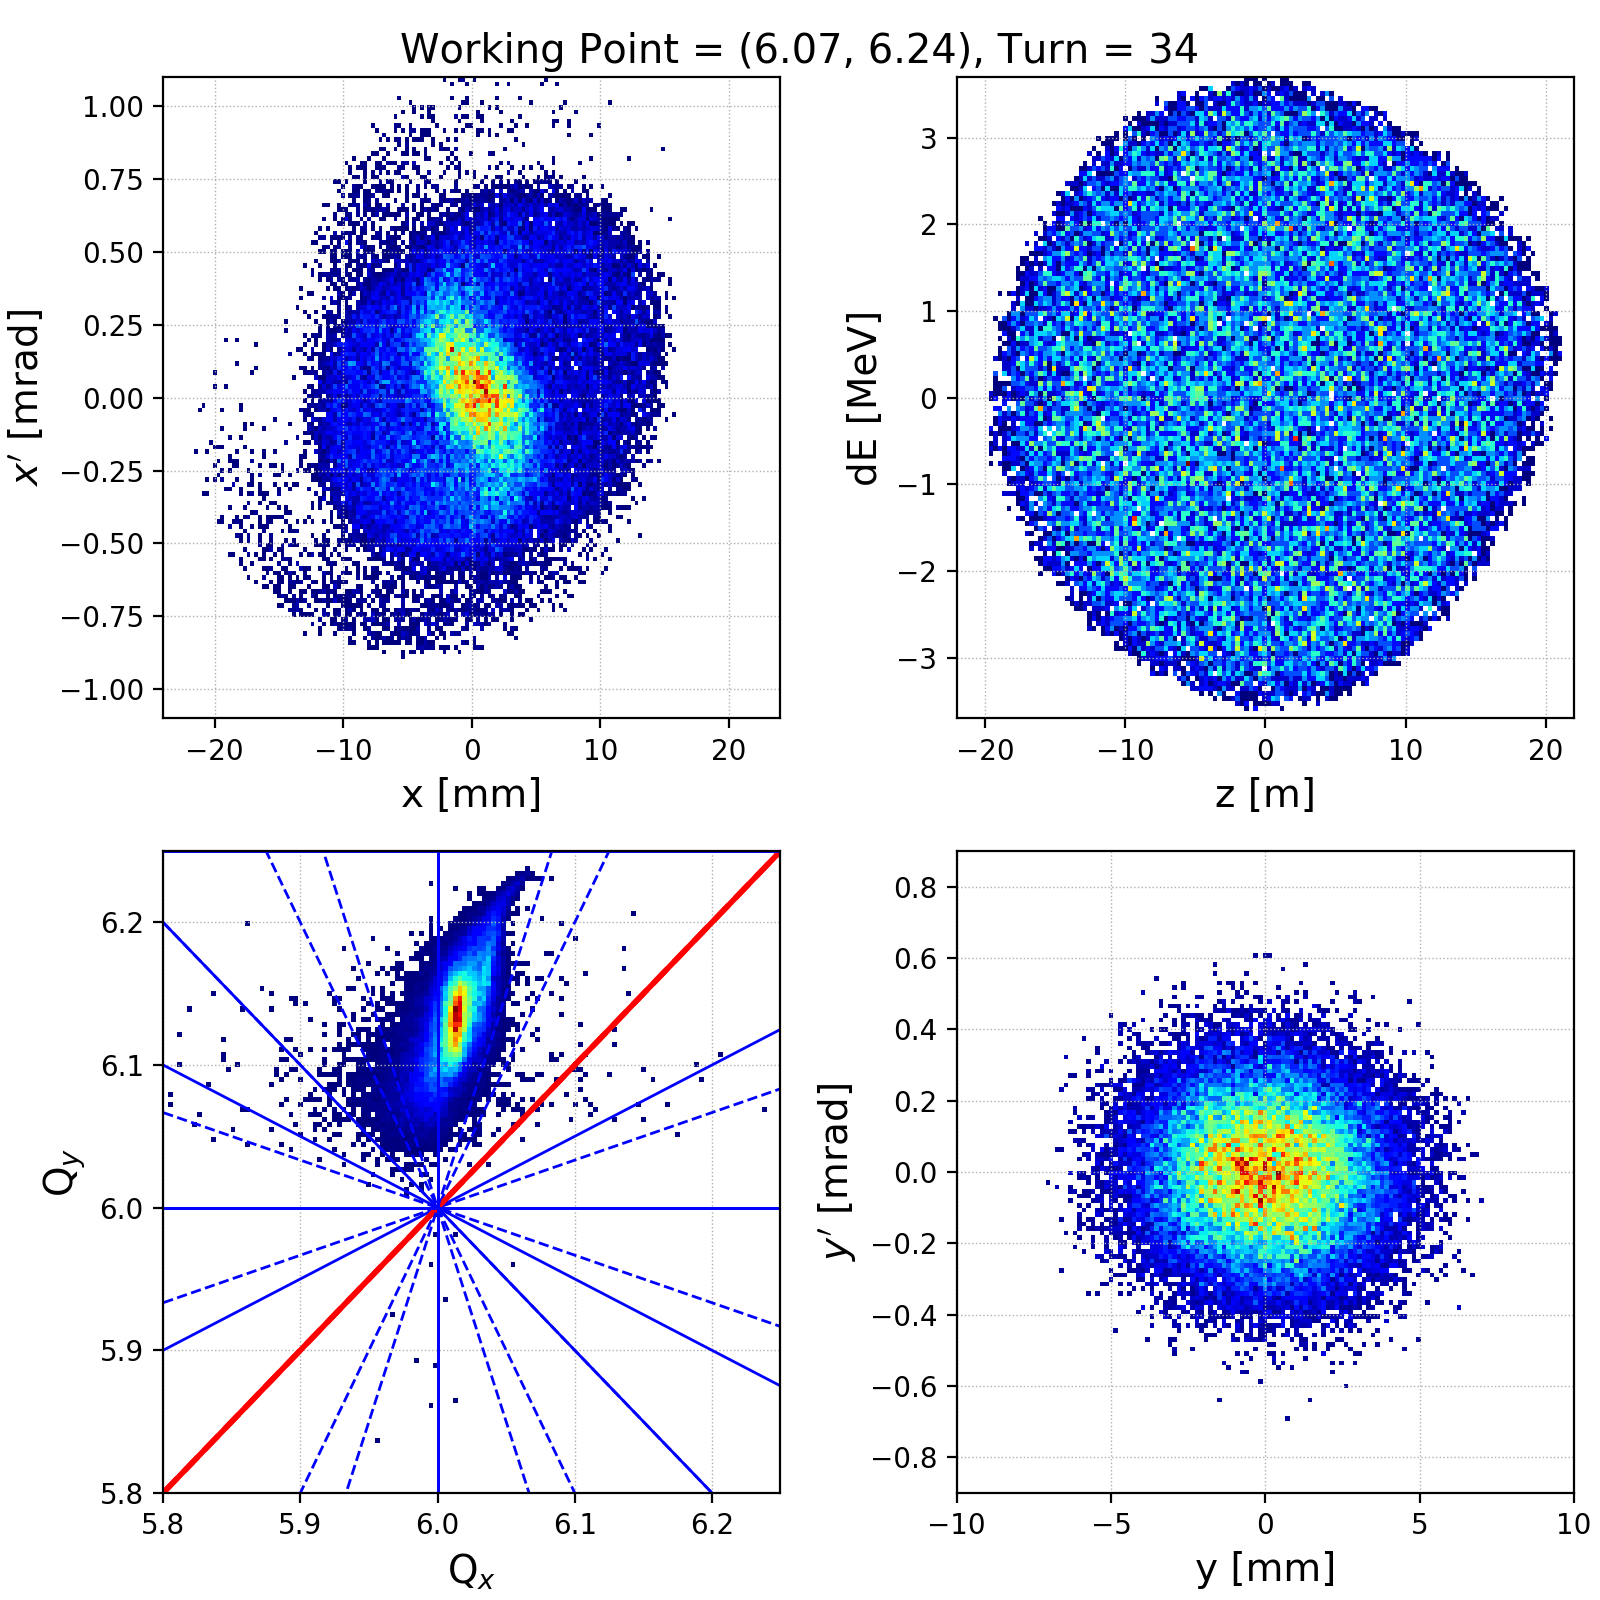 Working Point = (6.07, 6.24), Turn = 34
1.00
0.75
0.50
0.25
0.00
−0.25
−0.50
−0.75
−1.00
x′ [mrad]
−20 −10 0 10 20
x [mm]
3
2
1
0
−1
−2
−3
dE [MeV]
−20 −10 0 10 20
z [m]
6.2
6.1
6.0
5.9
5.8
Qy
5.8 5.9 6.0 6.1 6.2
Qx
0.8
0.6
0.4
0.2
0.0
−0.2
−0.4
−0.6
−0.8
y′ [mrad]
−10 −5 0 5 10
y [mm]